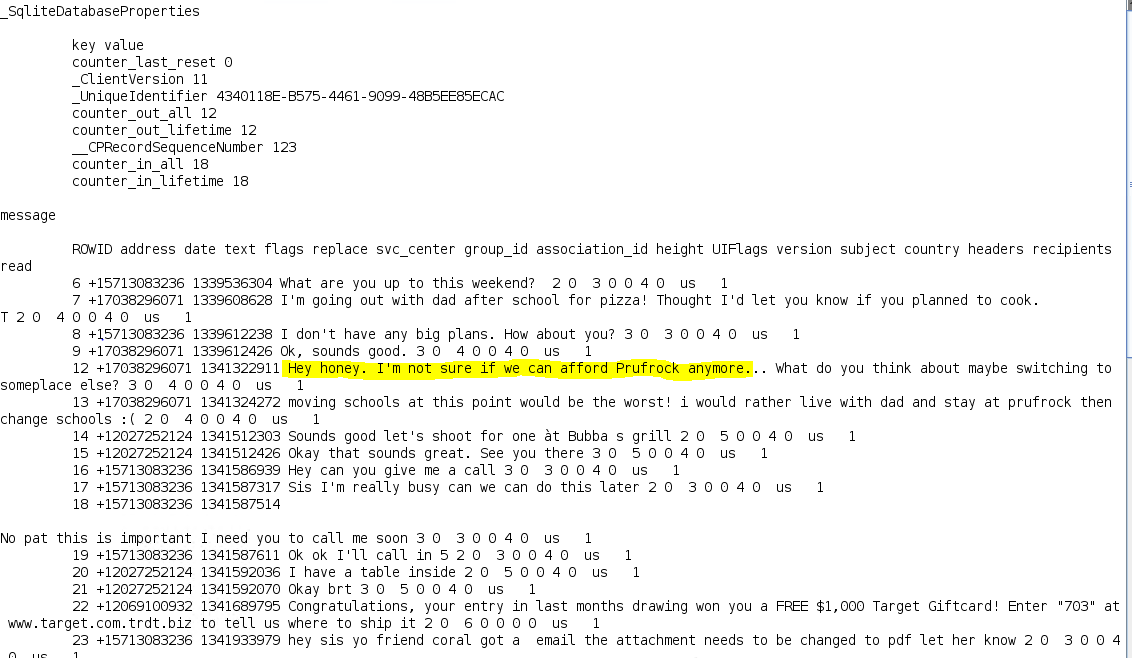 _SqliteDatabaseProperties
key value
counter_last_reset 0
_ClientVersion 11
_UniqueIdentifier 4340118E-B575-4461-9099-48B5EE85ECAC
counter_out_all 12
counter_out_lifetime 12
__CPRecordSequenceNumber 123
counter_in_all 18
counter_in_lifetime 18
message
ROWID address date text flags replace svc_center group_id association_id height UIFlags version subject country headers recipients
read
6 +15713083236 1339536304 What are you up to this weekend? 2 0 3 0 0 4 0 us 1
7 +17038296071 1339608628 I'm going out with dad after school for pizza! Thought I'd let you know if you planned to cook.
T 2 0 4 0 0 4 0 us 1
8 +15713083236 1339612238 I don't have any big plans. How about you? 3 0 3 0 0 4 0 us 1
9 +17038296071 1339612426 Ok, sounds good. 3 0 4 0 0 4 0 us 1
12 +17038296071 1341322911 Hey honey. I'm not sure if we can afford Prufrock anymore... What do you think about maybe switching to
someplace else? 3 0 4 0 0 4 0 us 1
13 +17038296071 1341324272 moving schools at this point would be the worst! i would rather live with dad and stay at prufrock then
change schools :( 2 0 4 0 0 4 0 us 1
14 +12027252124 1341512303 Sounds good let's shoot for one àt Bubba s grill 2 0 5 0 0 4 0 us 1
15 +12027252124 1341512426 Okay that sounds great. See you there 3 0 5 0 0 4 0 us 1
16 +15713083236 1341586939 Hey can you give me a call 3 0 3 0 0 4 0 us 1
17 +15713083236 1341587317 Sis I'm really busy can we can do this later 2 0 3 0 0 4 0 us 1
18 +15713083236 1341587514
No pat this is important I need you to call me soon 3 0 3 0 0 4 0 us 1
19 +15713083236 1341587611 Ok ok I'll call in 5 2 0 3 0 0 4 0 us 1
20 +12027252124 1341592036 I have a table inside 2 0 5 0 0 4 0 us 1
21 +12027252124 1341592070 Okay brt 3 0 5 0 0 4 0 us 1
22 +12069100932 1341689795 Congratulations, your entry in last months drawing won you a FREE $1,000 Target Giftcard! Enter "703" at
www.target.com.trdt.biz to tell us where to ship it 2 0 6 0 0 0 0 us 1
23 +15713083236 1341933979 hey sis yo friend coral got a email the attachment needs to be changed to pdf let her know 2 0 3 0 0 4
0 us 1